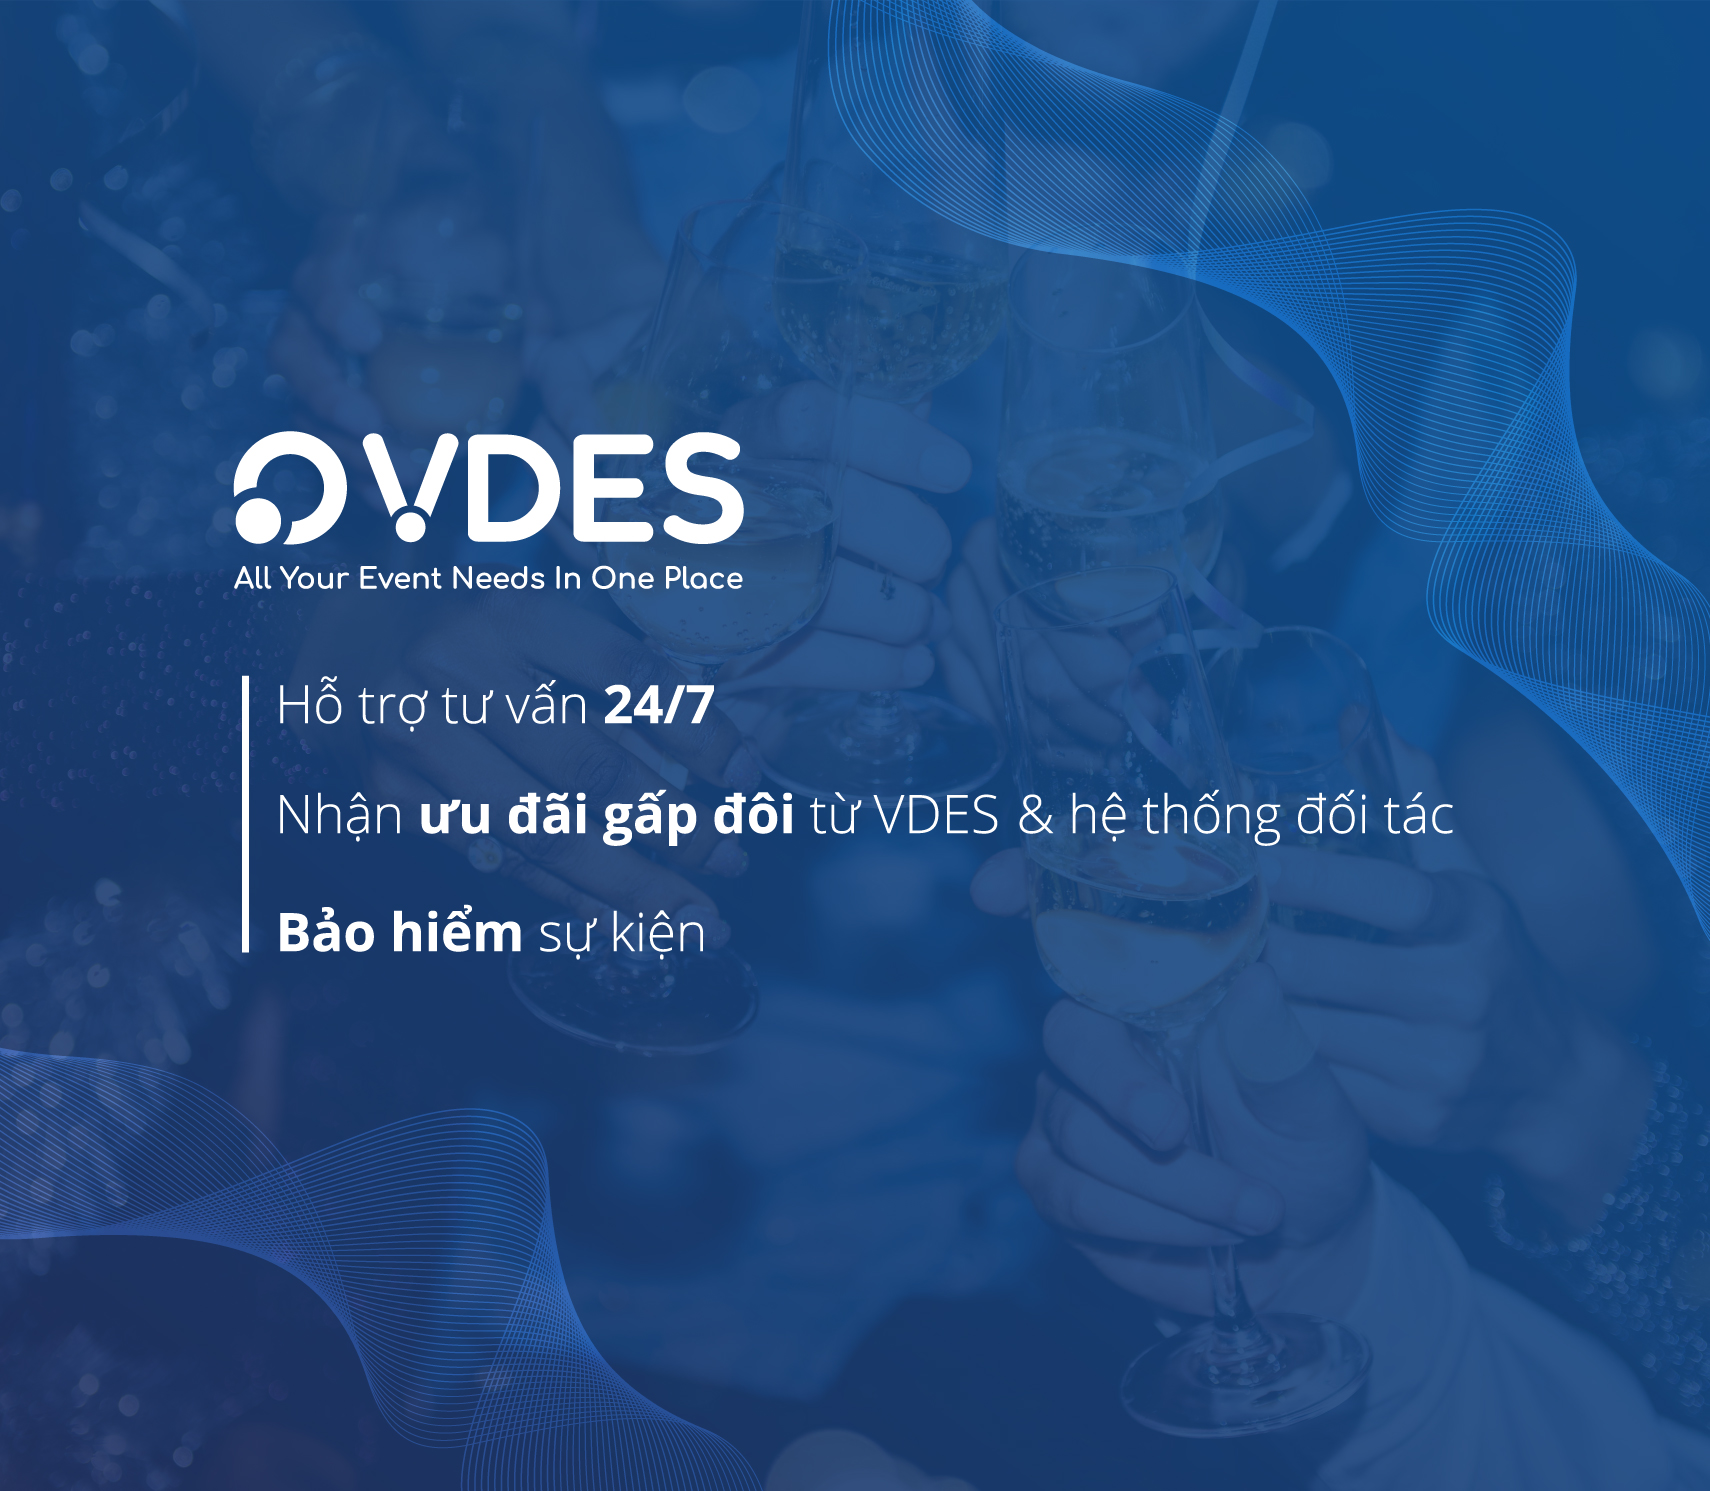 VDES
All Your Event Needs In One Place
Hỗ trợ tư vấn 24/7
Nhận ưu đãi gấp đôi từ VDES & hệ thống đối tác
Bảo hiểm sự kiện